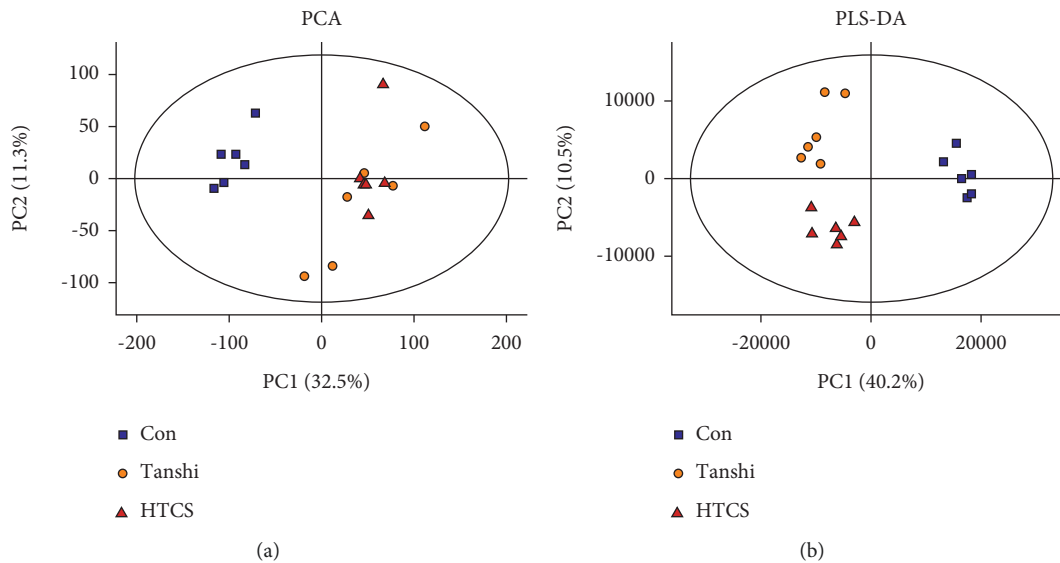 PCA
100
50
0
-50
-100
PC2 (11.3%)
-200 -100 0 100 200
PC1 (32.5%)
Con
Tanshi
HTCS
(a)
PLS-DA
10000
0
-10000
PC2 (10.5%)
-20000 0 20000
PC1 (40.2%)
Con
Tanshi
HTCS
(b)